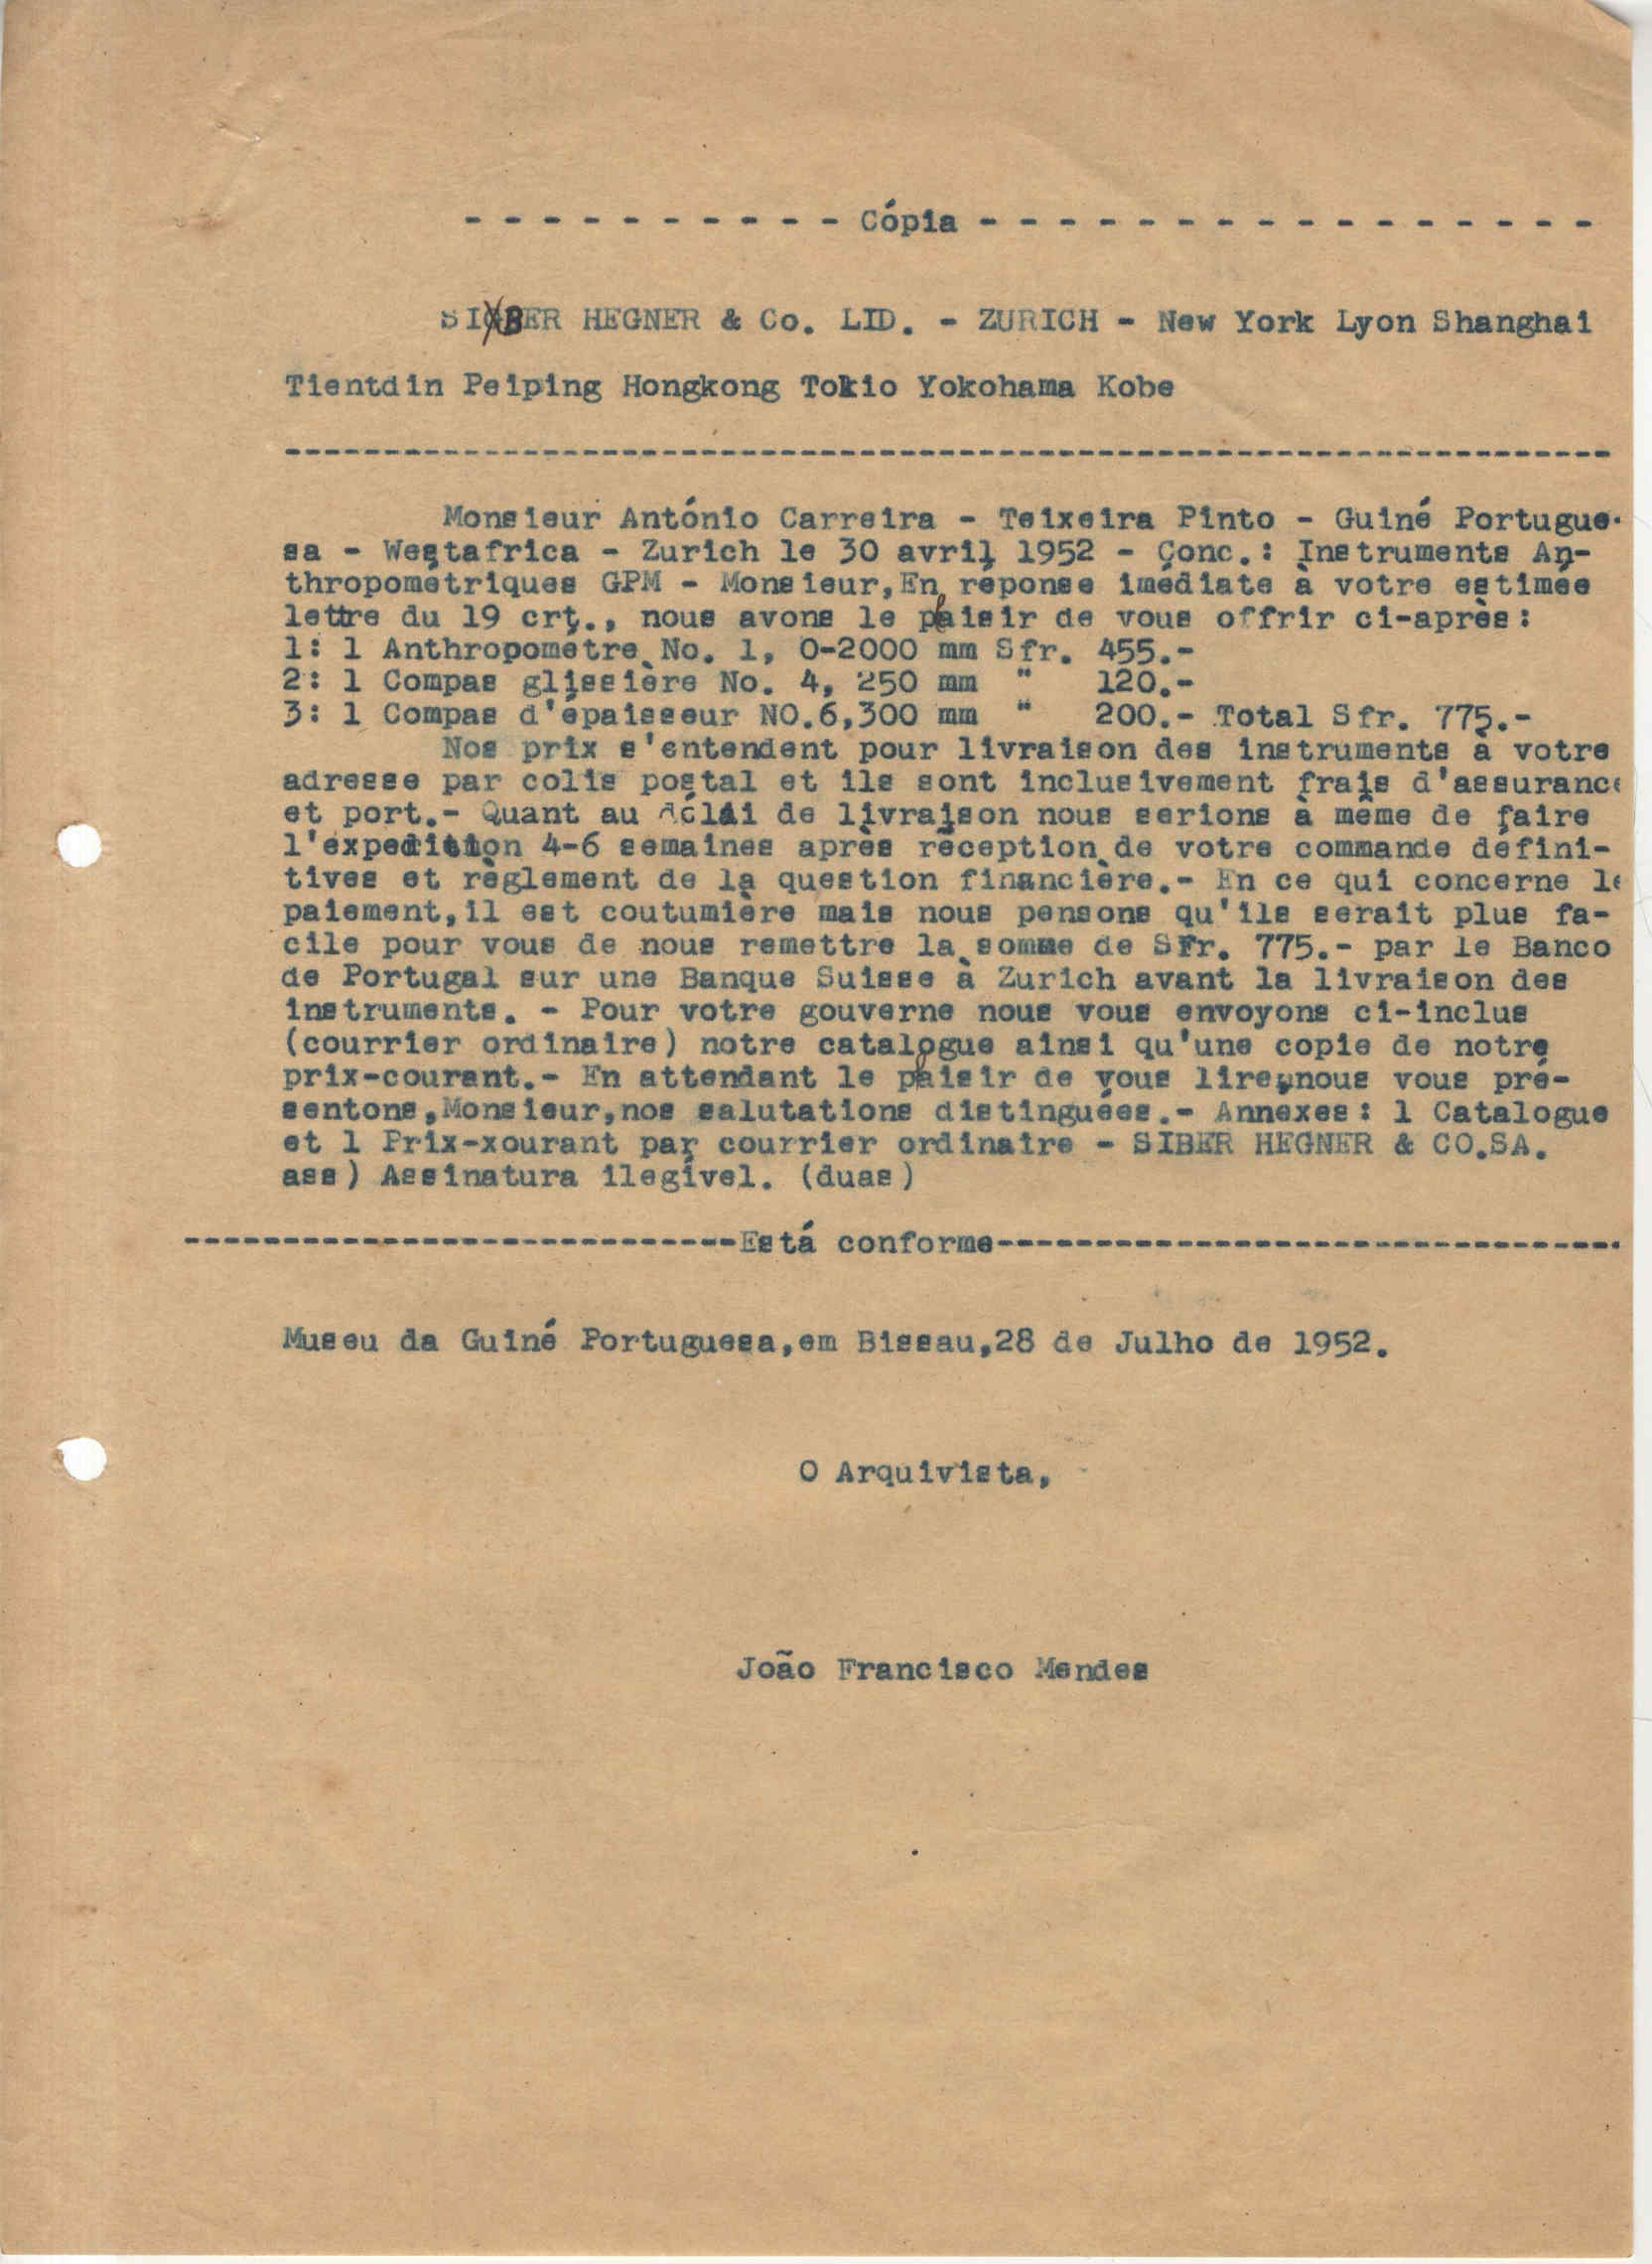 - - - - - - - - - - Cópia - - - - - - - - - - - - - - - -
SIBER HEGNER & Co. LID. - ZURICH - New York Lyon Shanghai
Tientdin Peiping Hongkong Tokio Yokohama Kobe
--------------------------------------------------------------------
Monsieur António Carreira - Teixeira Pinto - Guiné Portugue-
sa - Westafrica - Zurich le 30 avril 1952 - Conc.: Instruments An-
thropométriques GPM - Monsieur,En réponse imédiate à votre estimée
lettre du 19 crt., nous avons le plaisir de vous offrir ci-après:
1: 1 Anthropometre No. 1, 0-2000 mm Sfr. 455.-
2: 1 Compas glissière No. 4, 250 mm " 120.-
3: 1 Compas d'épaisseur NO.6,300 mm " 200.- Total Sfr. 775.-
Nos prix s'entendent pour livraison des instruments à votre
adresse par colis postal et ils sont inclusivement frais d'assurance
et port.- Quant au délai de livraison nous serions à même de faire
l'éxpedition 4-6 semaines après réception de votre commande défini-
tives et règlement de la question financière.- En ce qui concerne le
paiement,il est coutumière mais nous pensons qu'ils serait plus fa-
cile pour vous de nous remettre la somme de SFr. 775.- par le Banco
de Portugal sur une Banque Suisse à Zurich avant la livraison des
instruments. - Pour votre gouverne nous vous envoyons ci-inclus
(courrier ordinaire) notre catalogue ainsi qu'une copie de notre
prix-courant.- En attendant le plaisir de vous lire,nous vous pré-
sentons,Monsieur,nos salutations distinguées.- Annexes: 1 Catalogue
et 1 Prix-xourant par courrier ordinaire - SIBER HEGNER & CO.SA.
ass) Assinatura ilegível. (duas)
----------------------------Está conforme--------------------------------
Museu da Guiné Portuguesa,em Bissau,28 de Julho de 1952.
O Arquivista,
João Francisco Mendes